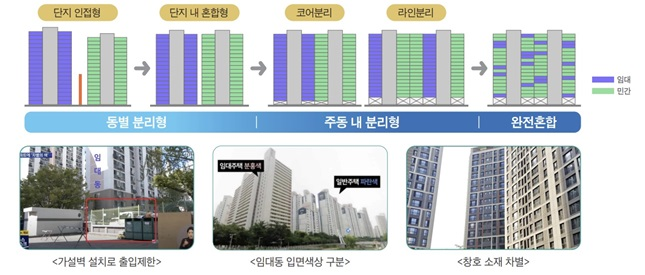 단지 인접형
단지 내 혼합형
코어분리
라인분리
임대
민간
동별 분리형
주동 내 분리형
완전혼합
임대동
임대주택 분홍색
일반주택 파란색
<가설벽 설치로 출입제한>
<임대동 입면색상 구분>
<창호 소재 차별>